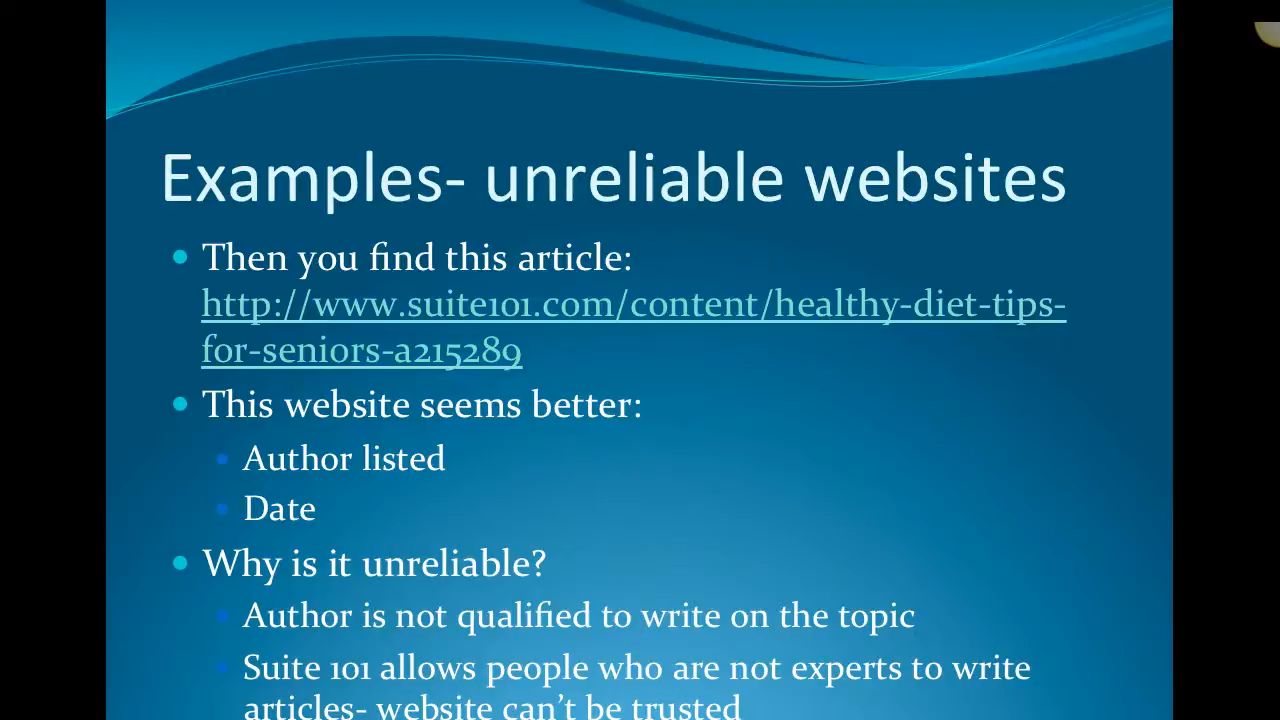 Examples- unreliable websites
Then you find this article:
http://www.suite101.com/content/healthy-diet-tips-
for-seniors-a215289
This website seems better:
Author listed
Date
Why is it unreliable?
Author is not qualified to write on the topic
Suite 101 allows people who are not experts to write
articles- website can’t be trusted